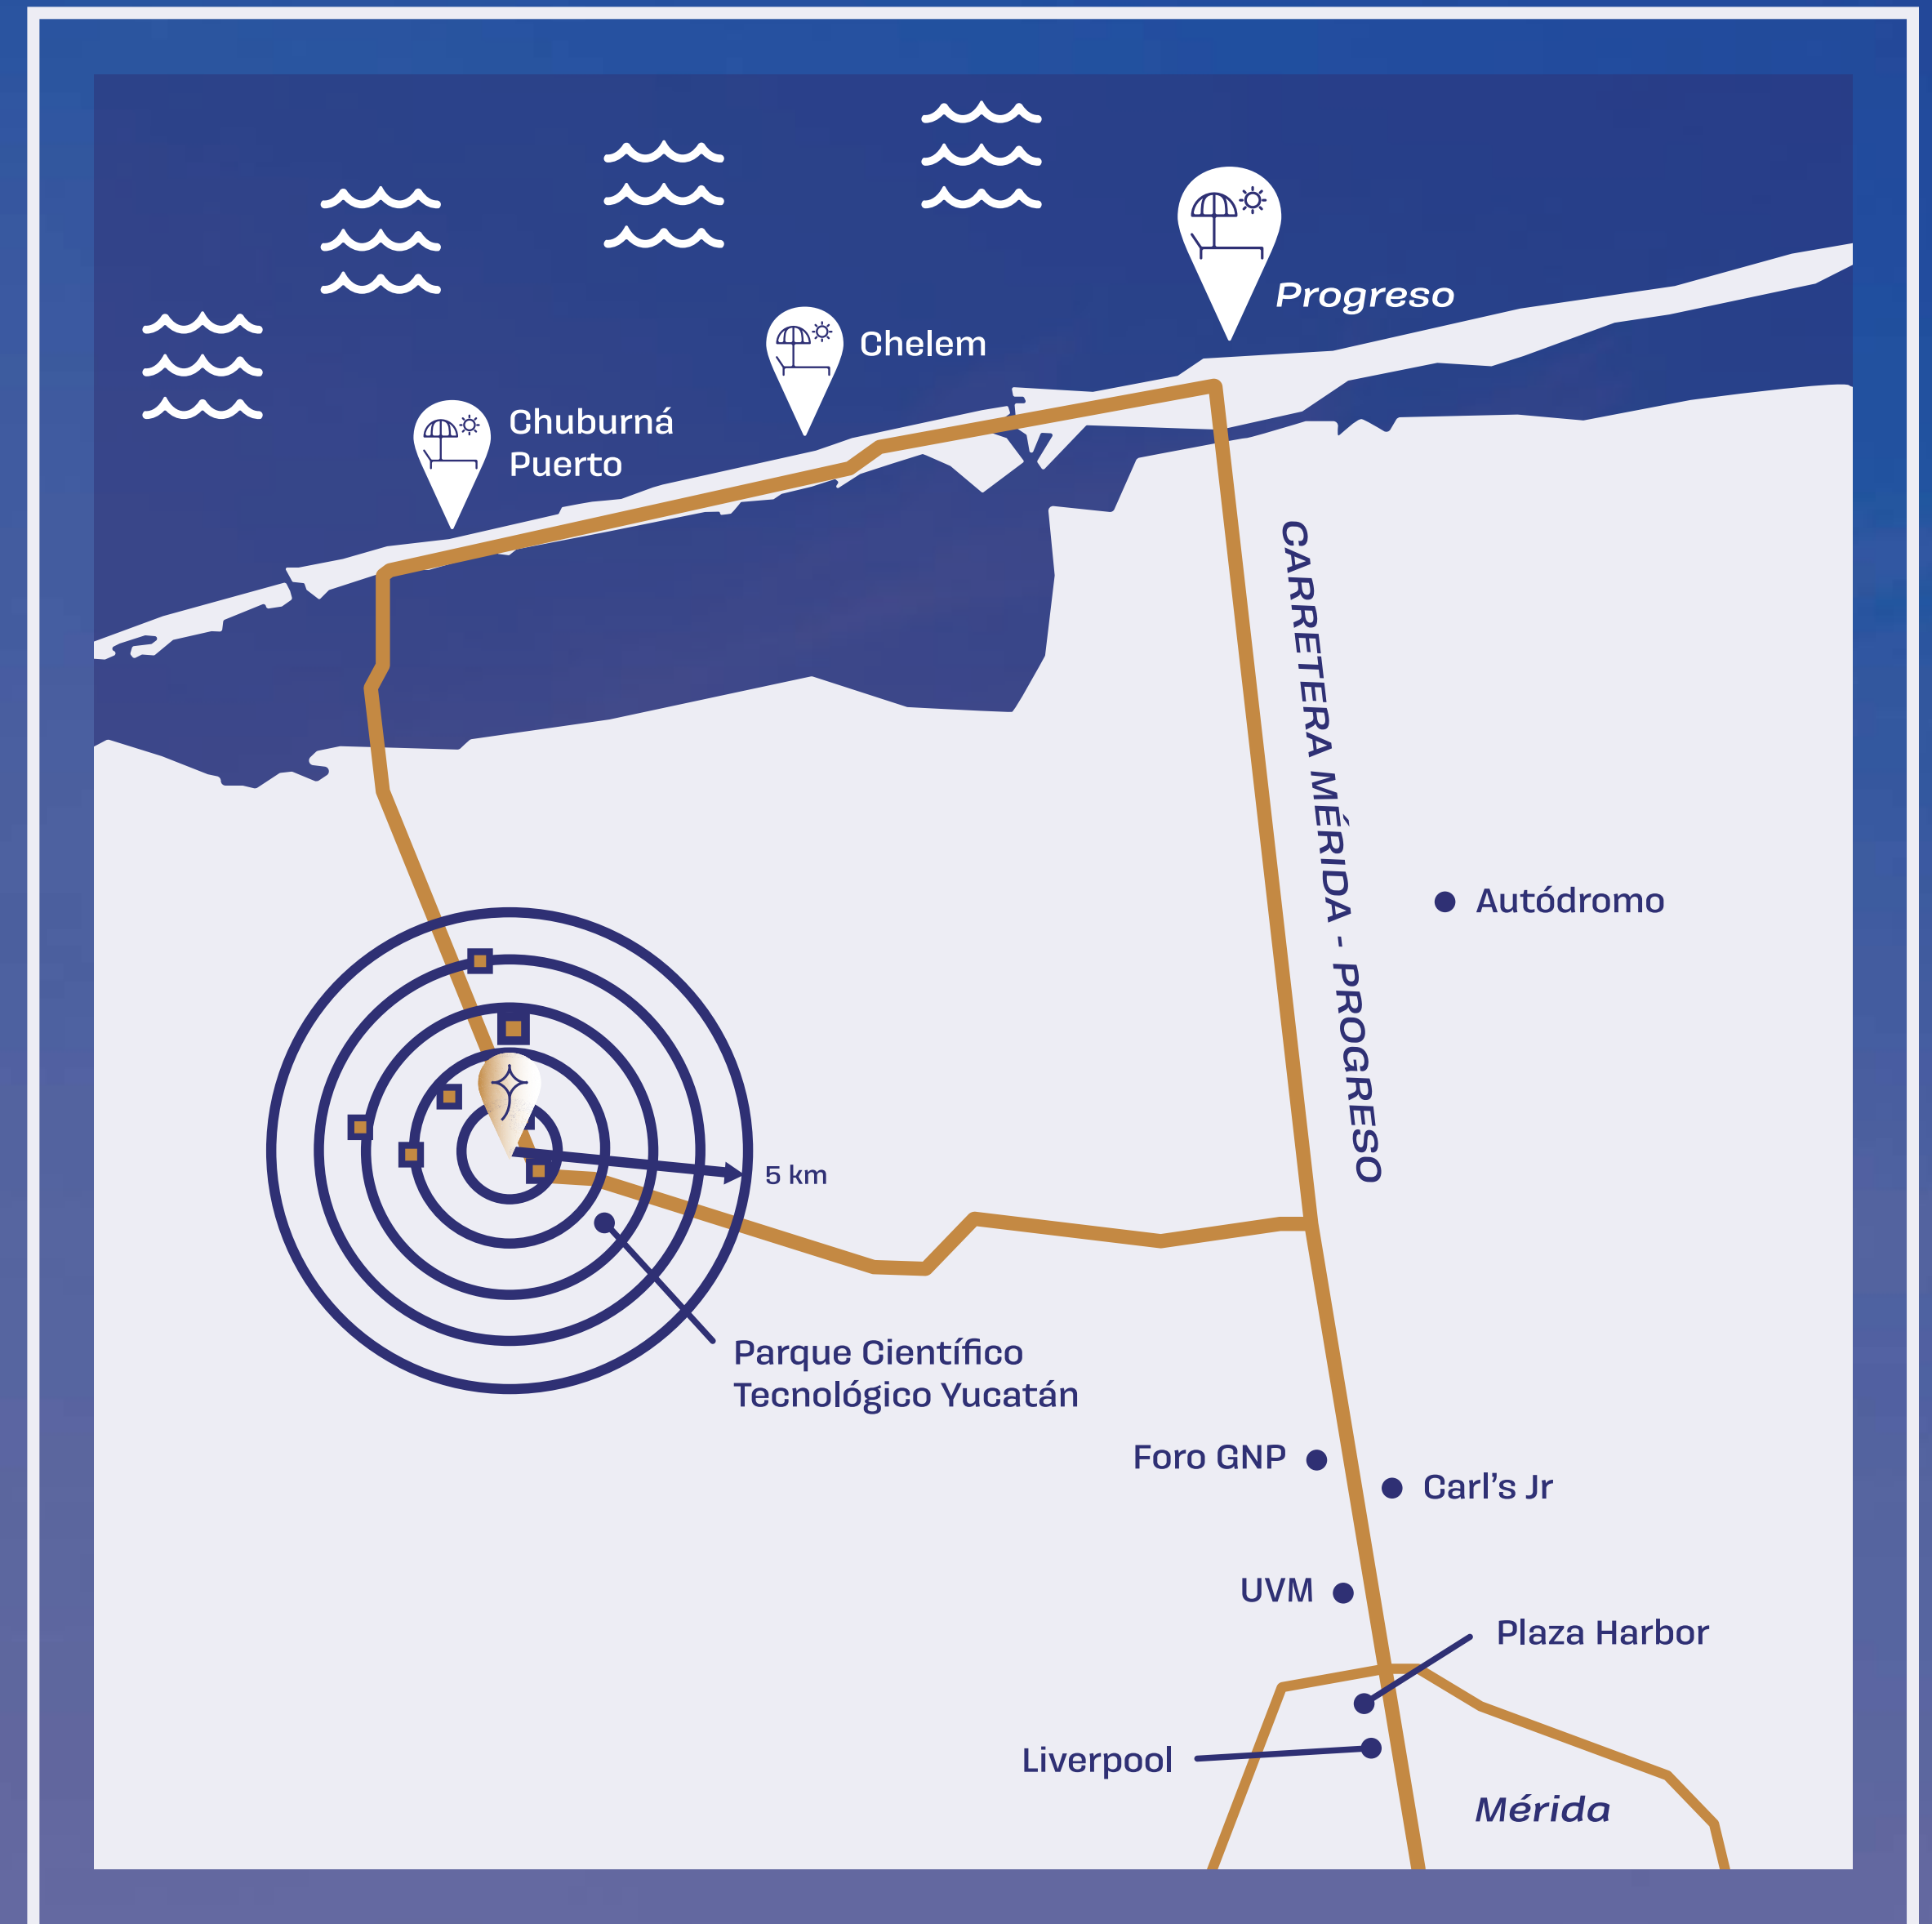 Progreso
Chelem
Chuburná
Puerto
CARRETERA MÉRIDA - PROGRESO
Autódromo
5 km
Parque Científico
Tecnológico Yucatán
Foro GNP
Carl's Jr
UVM
Plaza Harbor
Liverpool
Mérida